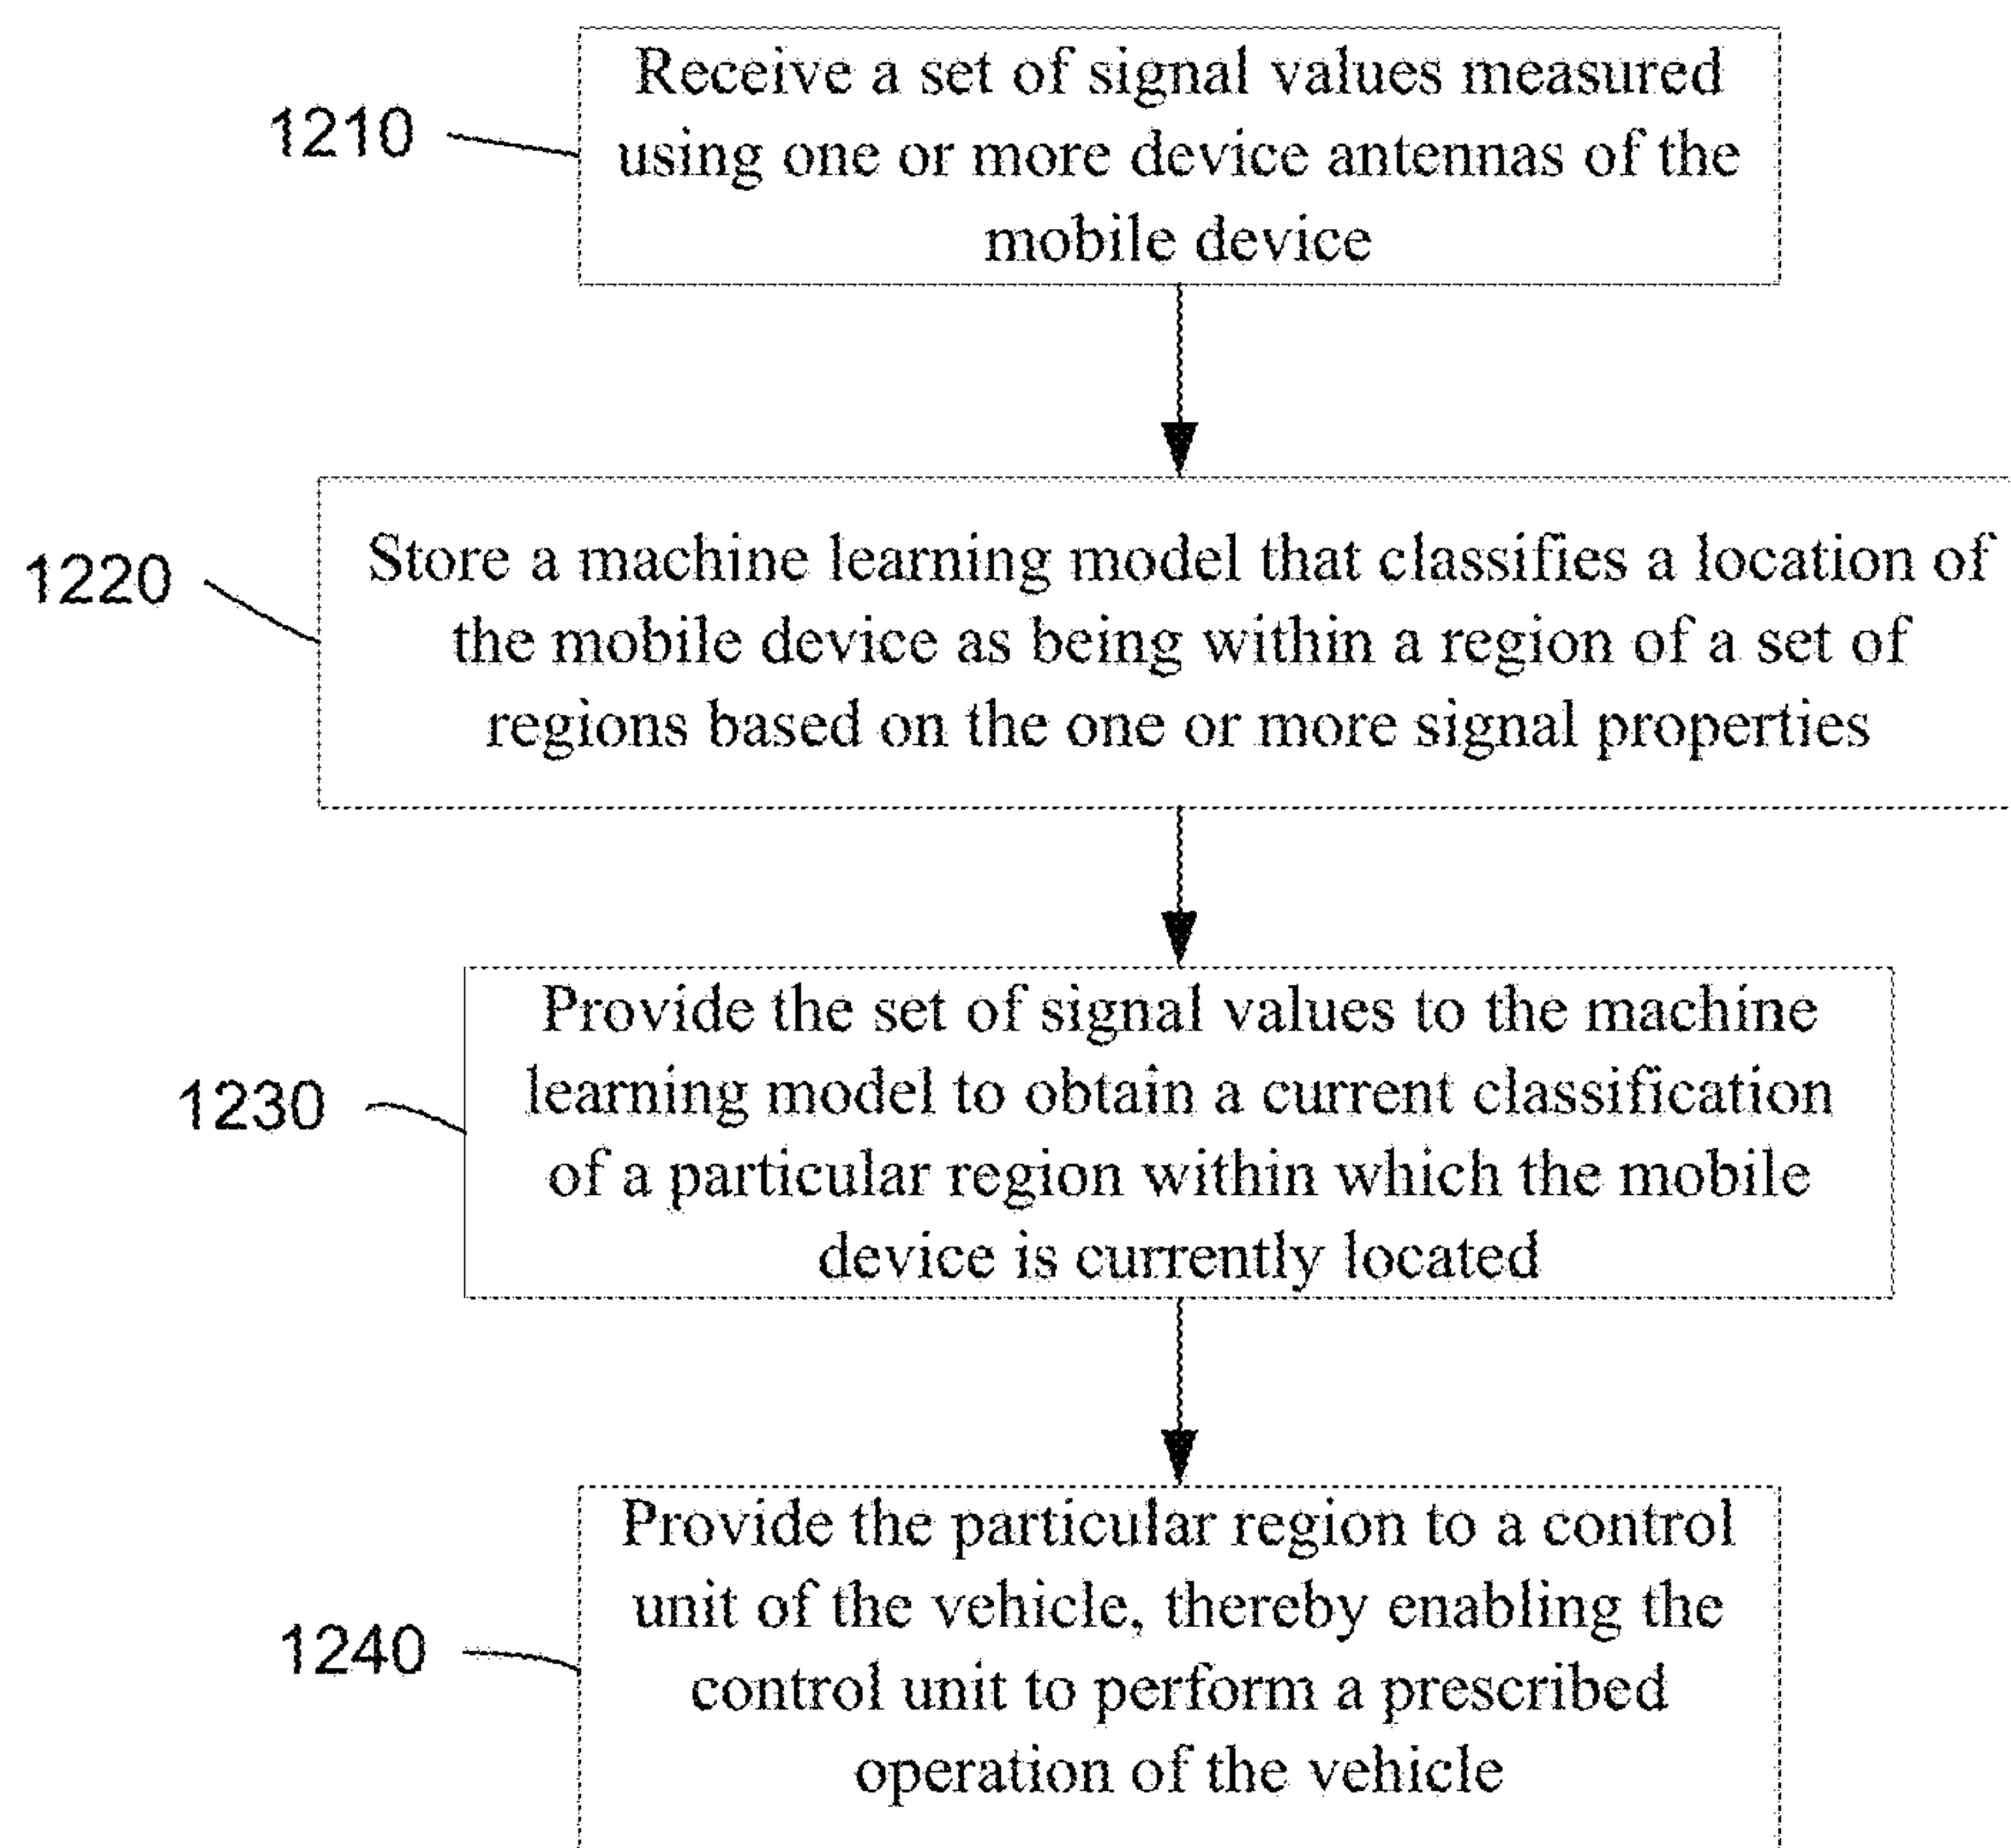 Receive a set of signal values measured
1210
using one or more device antennas of the
mobile device
Store a machine learning model that classifies a location of
1220
the mobile device as being within a region of a set of
regions based on the one or more signal properties
Provide the set of signal values to the machine
1230
learning model to obtain a current classification
of a particular region within which the mobile
device is currently located
Provide the particular region to a control
unit of the vehicle, thereby enabling the
1240
control unit to perform a prescribed
operation of the vehicle